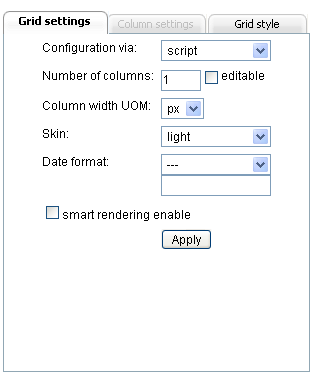 Grid settings Column settings Grid style
Configuration via: script
Number of columns: 1 editable
Column width UOM: px
Skin: light
Date format: ---
smart rendering enable
Apply